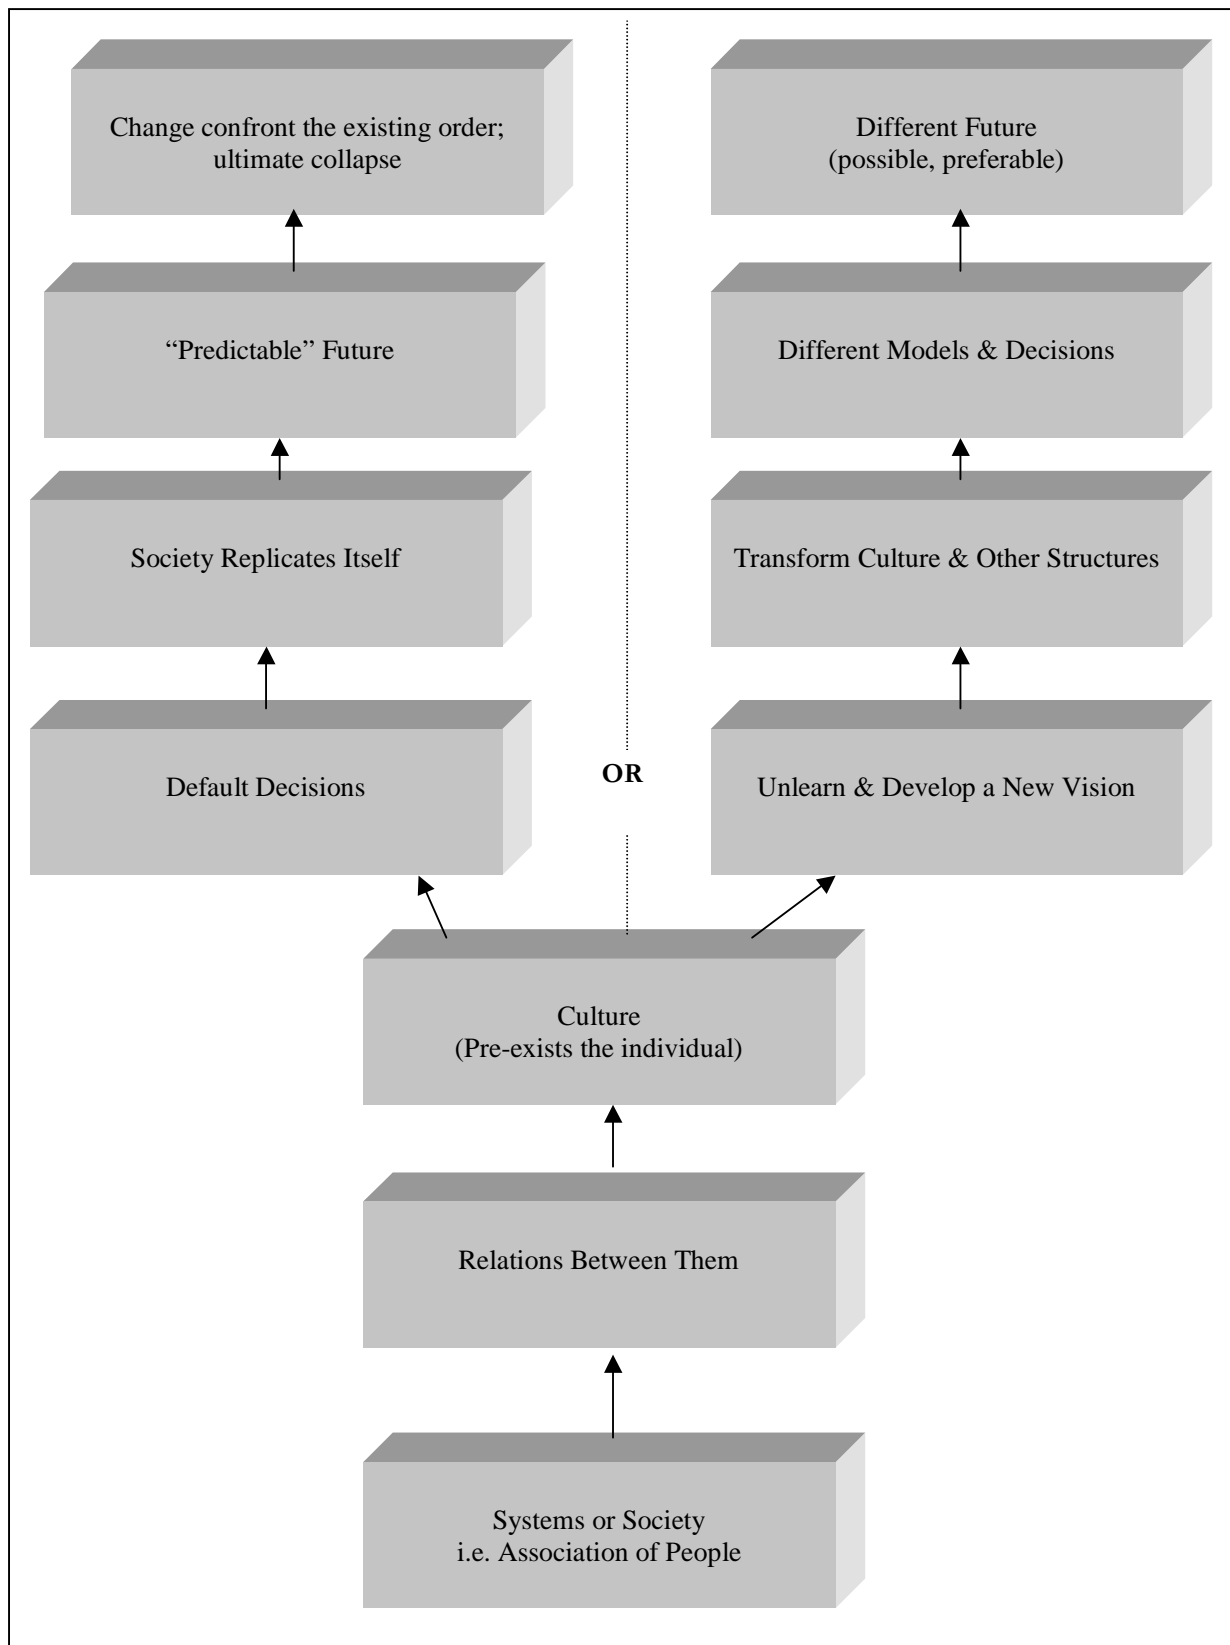 Change confront the existing order;
ultimate collapse
Different Future
(possible, preferable)
“Predictable” Future
Different Models & Decisions
Society Replicates Itself
Transform Culture & Other Structures
Default Decisions
OR
Unlearn & Develop a New Vision
Culture
(Pre-exists the individual)
Relations Between Them
Systems or Society
i.e. Association of People